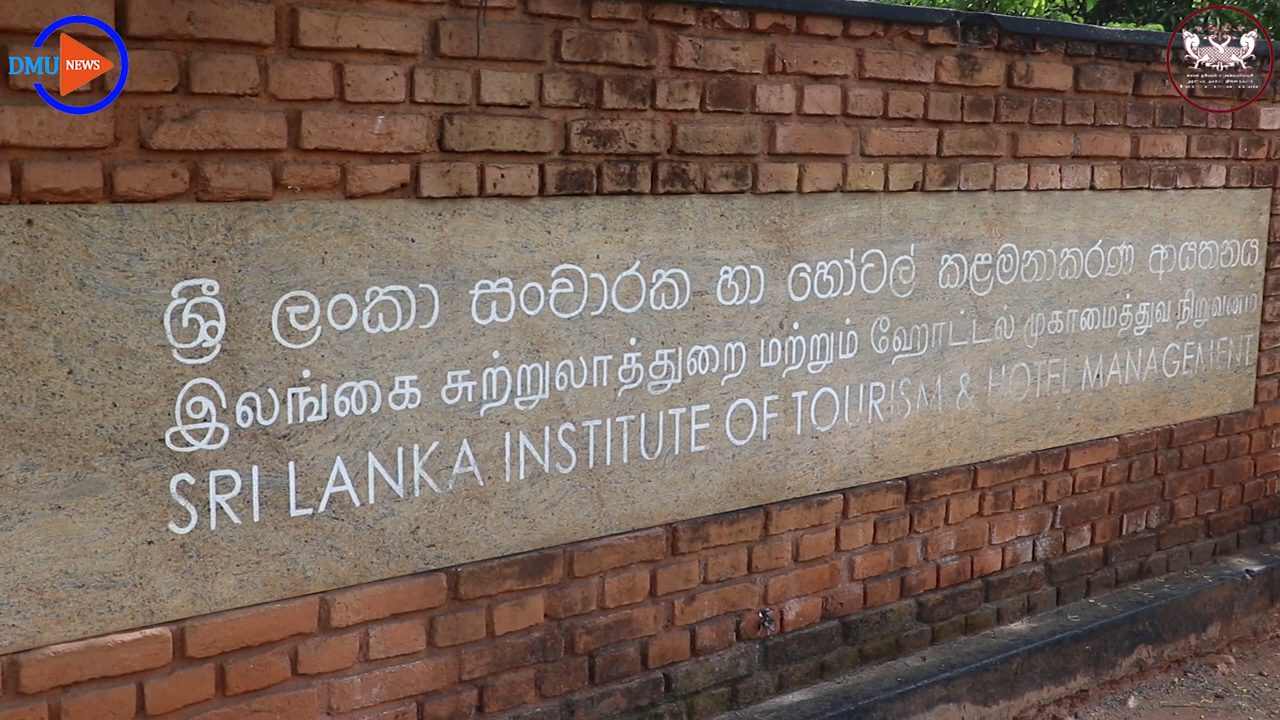 DMU NEWS
ශ්‍රී ලංකා සංචාරක හා හෝටල් කළමනාකරණ ආයතනය
இலங்கை சுற்றுலாத்துறை மற்றும் ஹோட்டல் முகாமைத்துவ நிறுவனம்
SRI LANKA INSTITUTE OF TOURISM & HOTEL MANAGEMENT